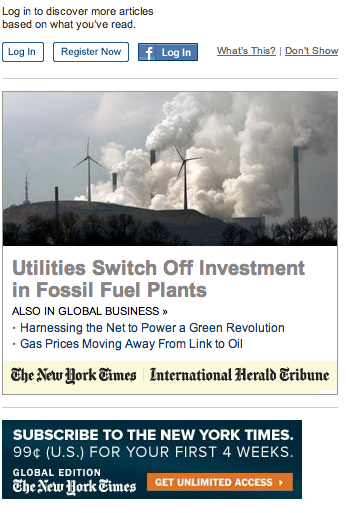 Log in to discover more articles
based on what you've read.
Log In
Register Now
f Log In
What's This? | Don't Show
Utilities Switch Off Investment
in Fossil Fuel Plants
ALSO IN GLOBAL BUSINESS »
• Harnessing the Net to Power a Green Revolution
• Gas Prices Moving Away From Link to Oil
The New York Times | International Herald Tribune
SUBSCRIBE TO THE NEW YORK TIMES.
99¢ (U.S.) FOR YOUR FIRST 4 WEEKS.
GLOBAL EDITION
The New York Times
GET UNLIMITED ACCESS ›